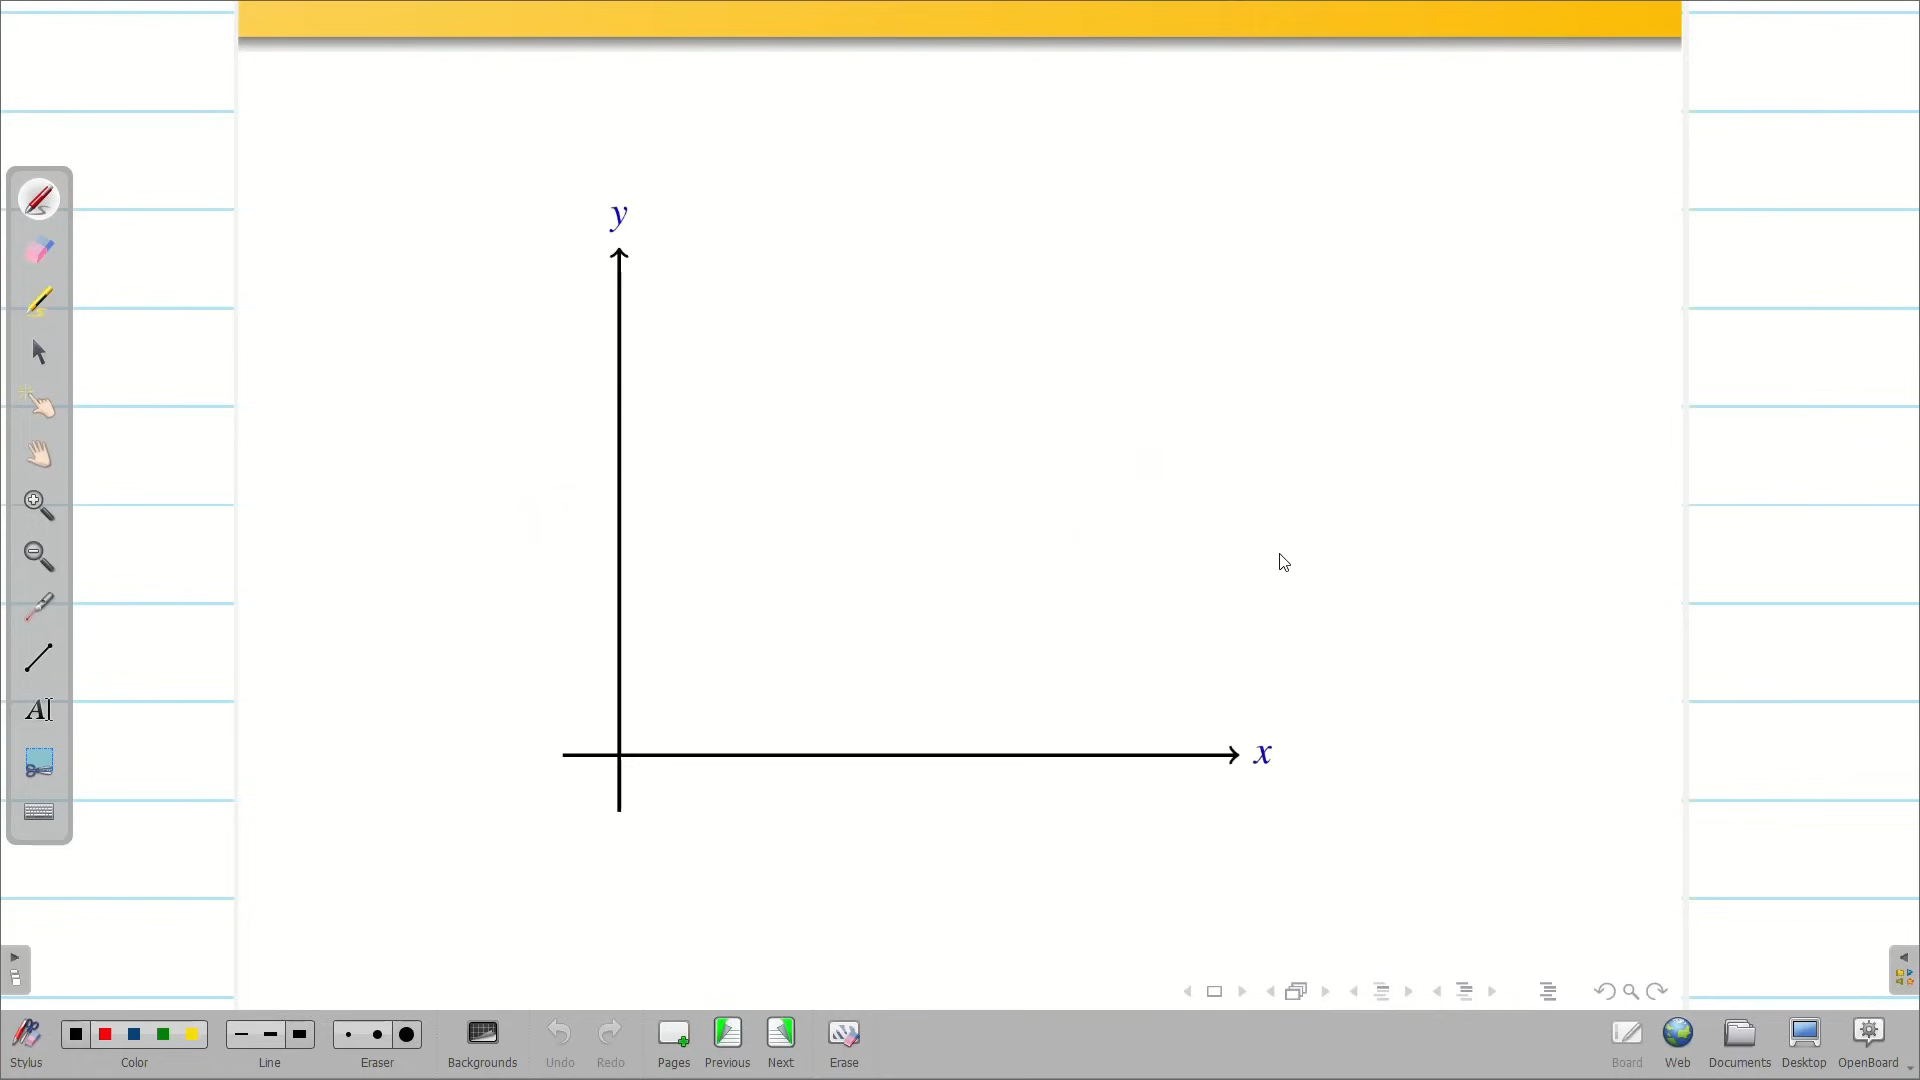 y
x
A
Stylus
Color
Line
Eraser
Backgrounds
Undo
Redo
Pages
Previous
Next
Erase
Board
Web
Documents
Desktop
OpenBoard